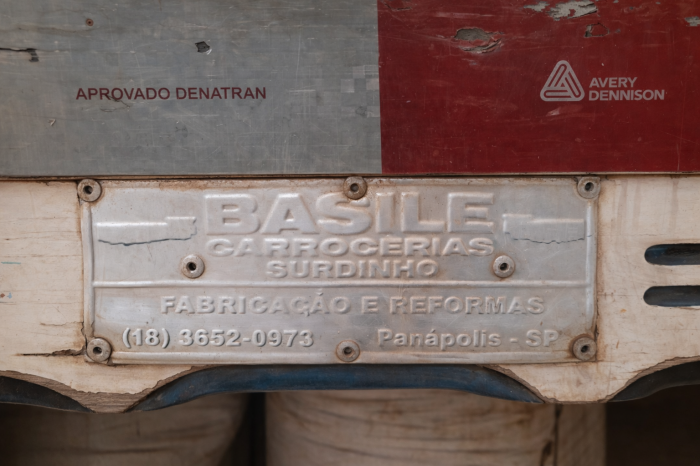 APROVADO DENATRAN
AVERY
DENNISON
BASILE
CARROCERIAS
SURDINHO
FABRICAÇÃO E REFORMAS
(18) 3652-0973 Panápolis - SP